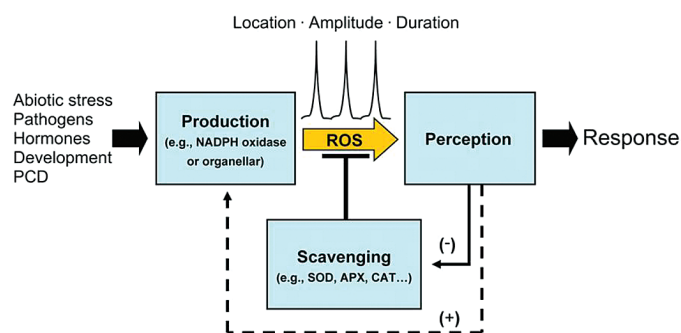 Location · Amplitude · Duration
Abiotic stress
Pathogens
Hormones
Development
PCD
Production
(e.g., NADPH oxidase
or organellar)
ROS
Perception
Response
Scavenging
(e.g., SOD, APX, CAT...)
(-)
(+)